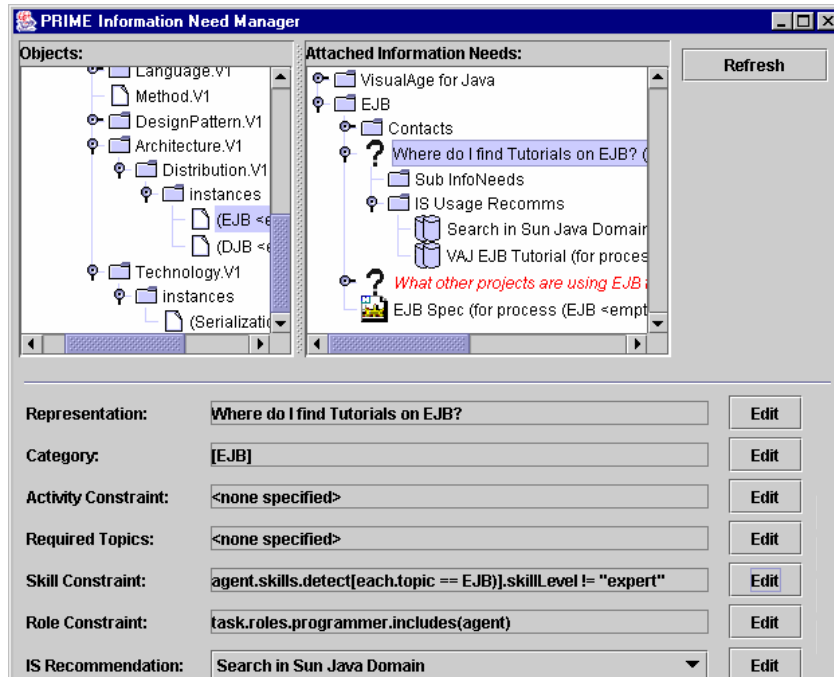 PRIME Information Need Manager
Objects:
Language.V1
Method.V1
DesignPattern.V1
Architecture.V1
Distribution.V1
instances
(EJB <e
(DJB <e
Technology.V1
instances
(Serializatio
Attached Information Needs:
VisualAge for Java
EJB
Contacts
Where do I find Tutorials on EJB? (
Sub InfoNeeds
IS Usage Recomms
Search in Sun Java Domain
VAJ EJB Tutorial (for proces
What other projects are using EJB
EJB Spec (for process (EJB <empt
Refresh
Representation: Where do I find Tutorials on EJB? Edit
Category: [EJB] Edit
Activity Constraint: <none specified> Edit
Required Topics: <none specified> Edit
Skill Constraint: agent.skills.detect[each.topic == EJB)].skillLevel != "expert" Edit
Role Constraint: task.roles.programmer.includes(agent) Edit
IS Recommendation: Search in Sun Java Domain Edit